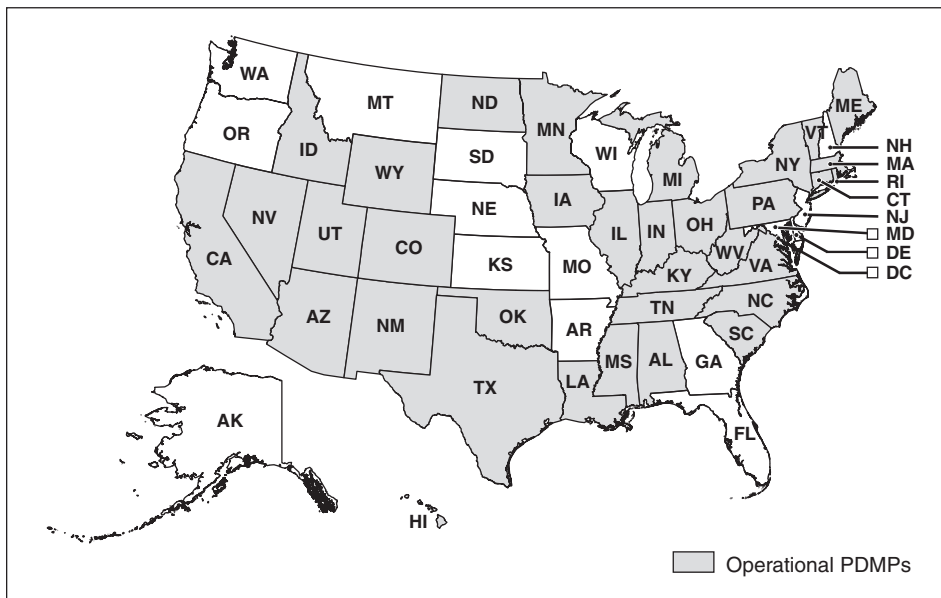 WA
MT
ND
MN
ME
VT
NH
OR
ID
SD
WI
NY
MA
WY
MI
RI
CT
NE
IA
PA
NJ
NV
UT
CO
IL
IN
OH
MD
CA
KS
MO
WV
VA
DE
KY
DC
AZ
NM
OK
TN
NC
AR
SC
MS
AL
GA
TX
LA
AK
FL
HI
Operational PDMPs